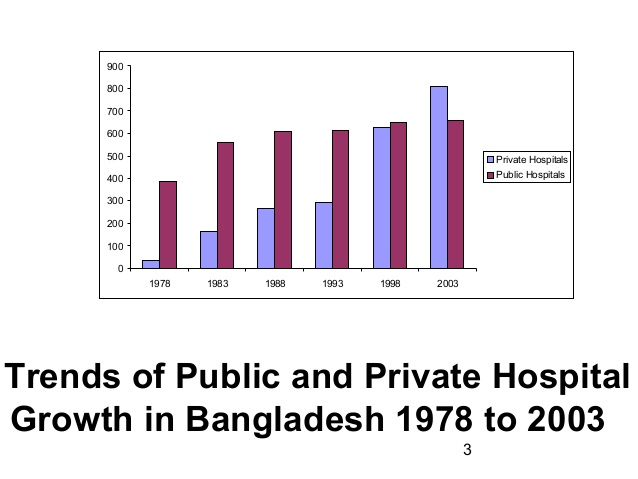 900
800
700
600
500
400
300
200
100
0
1978 1983 1988 1993 1998 2003
Private Hospitals
Public Hospitals
Trends of Public and Private Hospital
Growth in Bangladesh 1978 to 2003
3